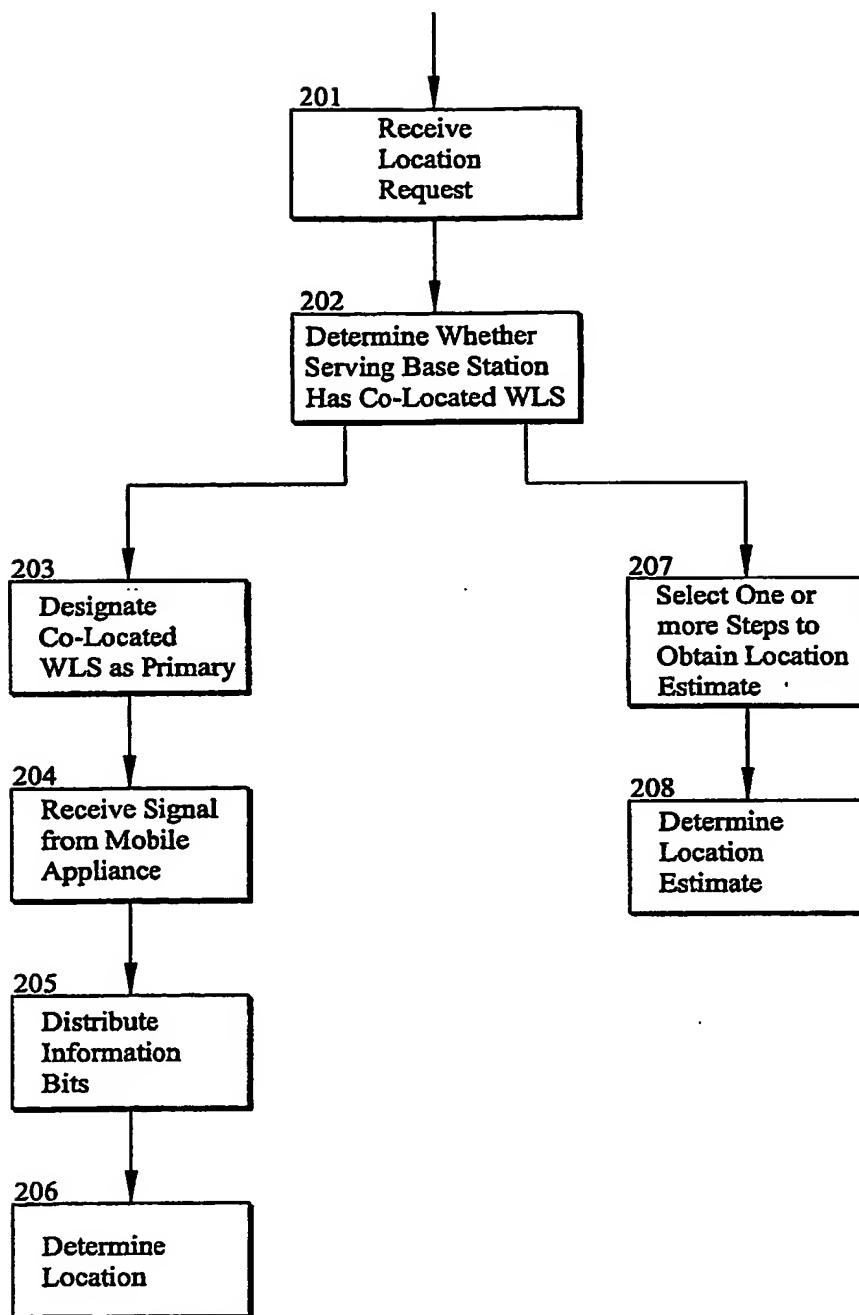 201
Receive
Location
Request
202
Determine Whether
Serving Base Station
Has Co-Located WLS
203
Designate
Co-Located
WLS as Primary
204
Receive Signal
from Mobile
Appliance
205
Distribute
Information
Bits
206
Determine
Location
207
Select One or
more Steps to
Obtain Location
Estimate
208
Determine
Location
Estimate